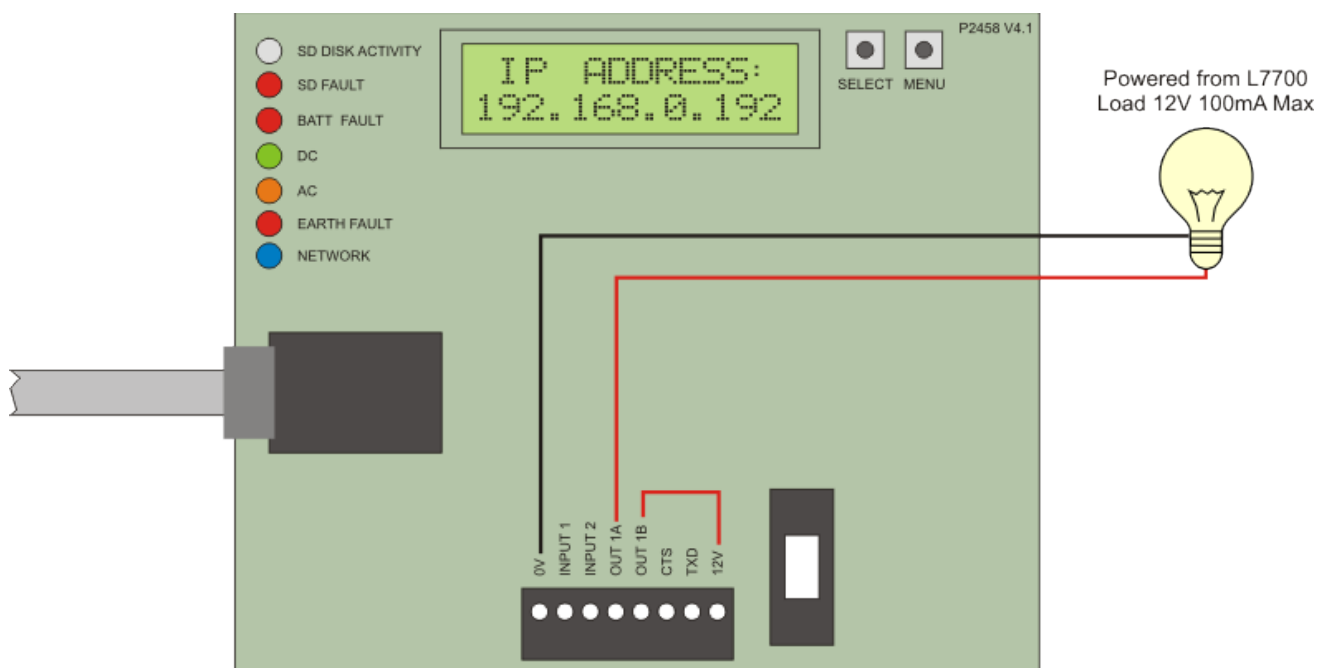 P2458 V4.1
SD DISK ACTIVITY
SD FAULT
BATT FAULT
DC
AC
EARTH FAULT
NETWORK
IP ADDRESS:
192.168.0.192
SELECT
MENU
Powered from L7700
Load 12V 100mA Max
0V
INPUT 1
INPUT 2
OUT 1A
OUT 1B
CTS
TXD
12V